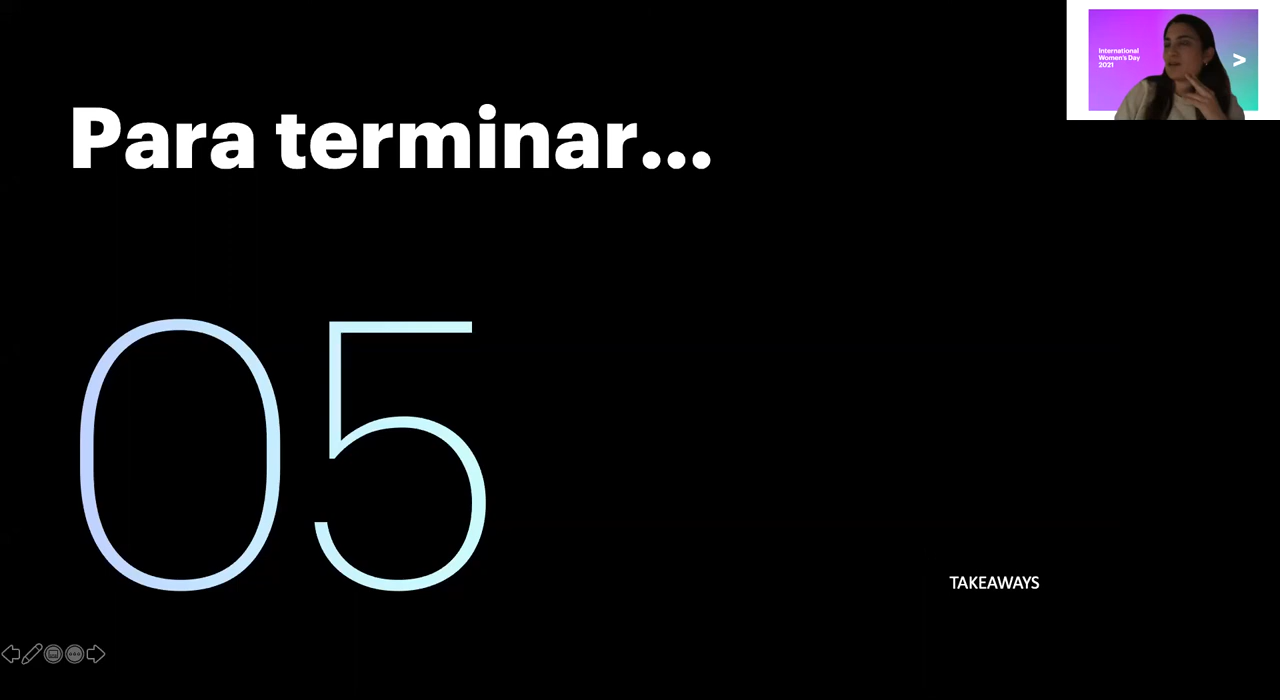 International
Women's Day
2021
>
Para terminar...
05
TAKEAWAYS